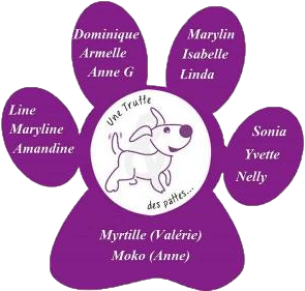 Dominique
Armelle
Anne G
Marylin
Isabelle
Linda
Line
Maryline
Amandine
Une Truffe
des pattes...
Sonia
Yvette
Nelly
Myrtille (Valérie)
Moko (Anne)